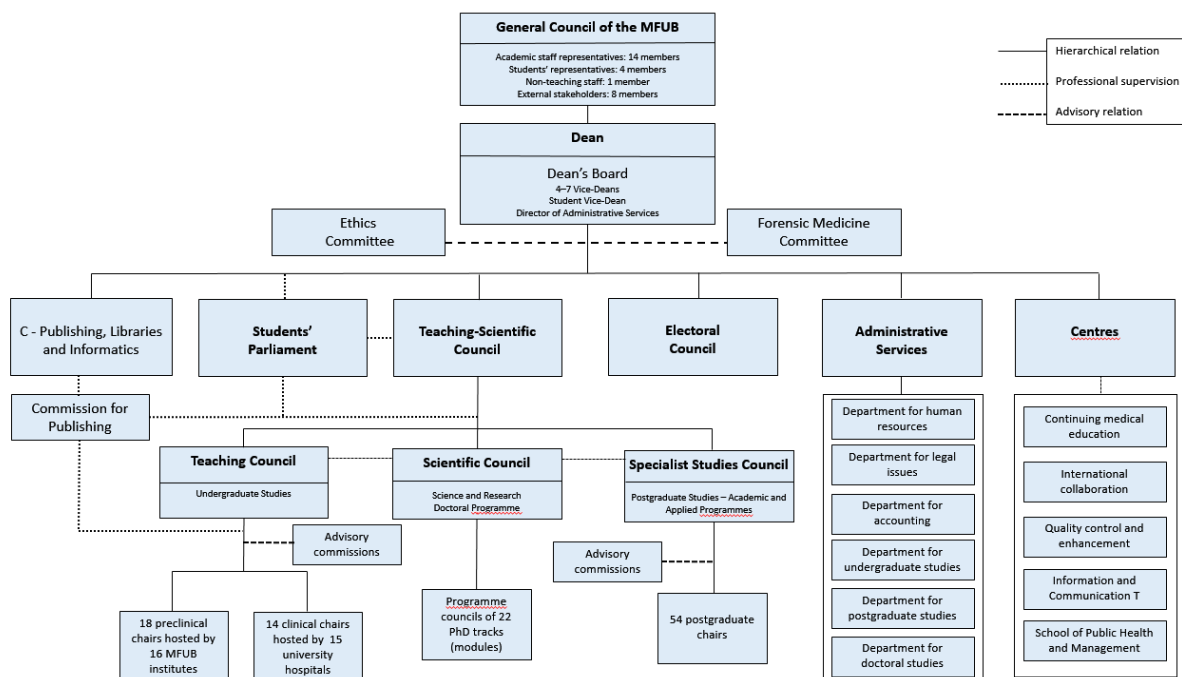 General Council of the MFUB
Academic staff representatives: 14 members
Students' representatives: 4 members
Non-teaching staff: 1 member
External stakeholders: 8 members
Hierarchical relation
Professional supervision
Advisory relation
Dean
Dean's Board
4–7 Vice-Deans
Student Vice-Dean
Director of Administrative Services
Ethics
Committee
Forensic Medicine
Committee
C - Publishing, Libraries
and Informatics
Students'
Parliament
Teaching-Scientific
Council
Electoral
Council
Administrative
Services
Centres
Commission for
Publishing
Teaching Council
Undergraduate Studies
Scientific Council
Science and Research
Doctoral Programme
Specialist Studies Council
Postgraduate Studies – Academic and
Applied Programmes
Advisory
commissions
Advisory
commissions
18 preclinical
chairs hosted by
16 MFUB
institutes
14 clinical chairs
hosted by 15
university
hospitals
Programme
councils of 22
PhD tracks
(modules)
54 postgraduate
chairs
Department for human
resources
Department for legal
issues
Department for
accounting
Department for
undergraduate studies
Department for
postgraduate studies
Department for
doctoral studies
Continuing medical
education
International
collaboration
Quality control and
enhancement
Information and
Communication T
School of Public Health
and Management